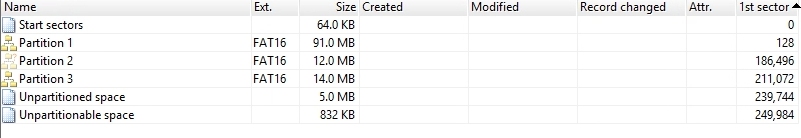 Name Ext. Size Created Modified Record changed Attr. 1st sector
Start sectors 64.0 KB 0
Partition 1 FAT16 91.0 MB 128
Partition 2 FAT16 12.0 MB 186,496
Partition 3 FAT16 14.0 MB 211,072
Unpartitioned space 5.0 MB 239,744
Unpartitionable space 832 KB 249,984